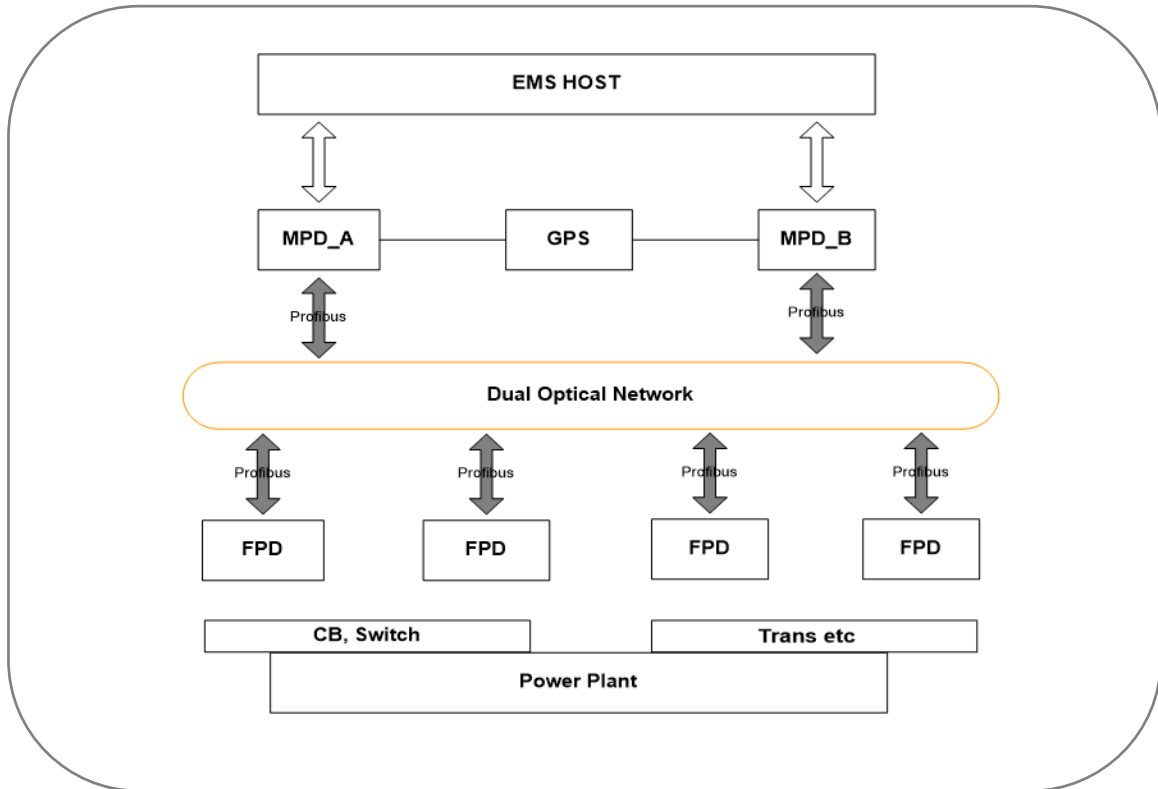 EMS HOST
MPD_A
GPS
MPD_B
Profibus
Profibus
Dual Optical Network
Profibus
Profibus
Profibus
Profibus
FPD
FPD
FPD
FPD
CB, Switch
Trans etc
Power Plant